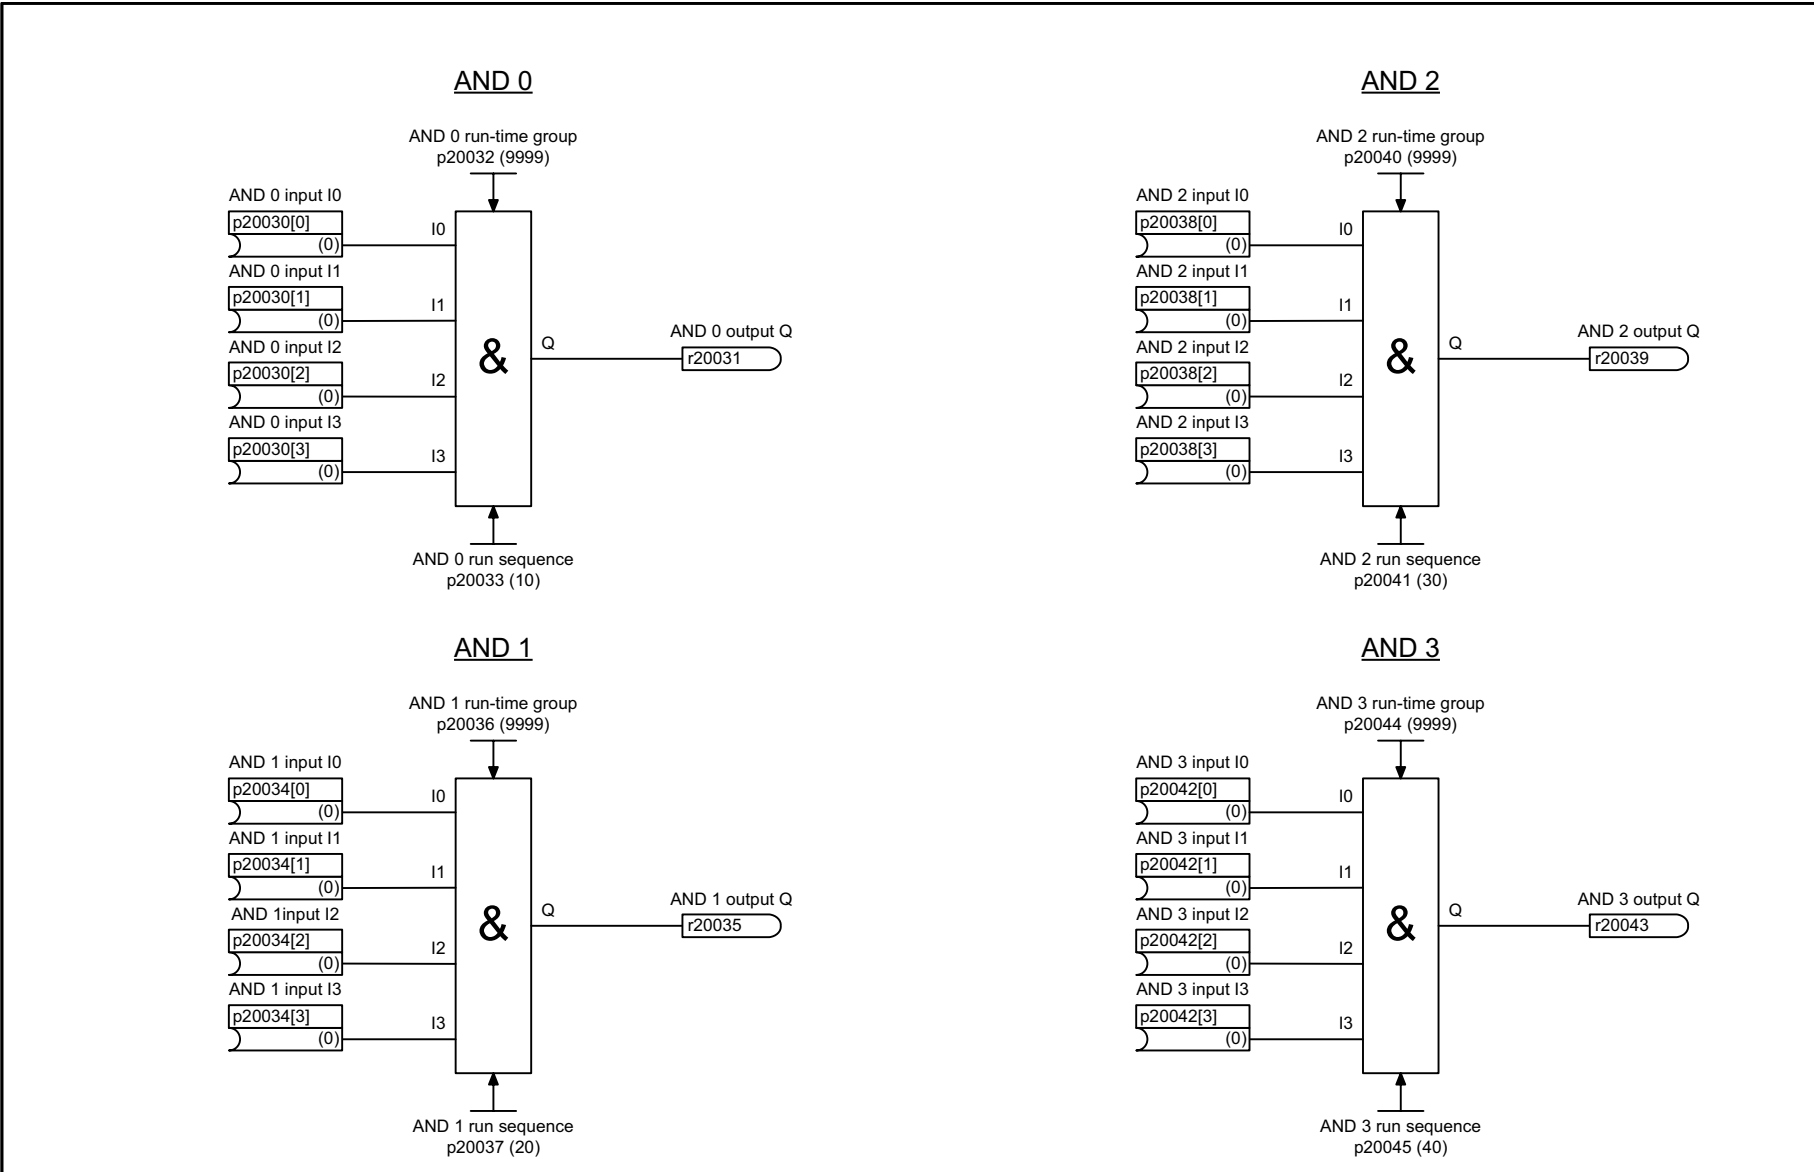 AND 0
AND 0 run-time group
p20032 (9999)
AND 0 input I0
p20030[0]
(0)
I0
AND 0 input I1
p20030[1]
(0)
I1
AND 0 input I2
p20030[2]
(0)
I2
AND 0 input I3
p20030[3]
(0)
I3
&
Q
AND 0 output Q
r20031
AND 0 run sequence
p20033 (10)
AND 2
AND 2 run-time group
p20040 (9999)
AND 2 input I0
p20038[0]
(0)
I0
AND 2 input I1
p20038[1]
(0)
I1
AND 2 input I2
p20038[2]
(0)
I2
AND 2 input I3
p20038[3]
(0)
I3
&
Q
AND 2 output Q
r20039
AND 2 run sequence
p20041 (30)
AND 1
AND 1 run-time group
p20036 (9999)
AND 1 input I0
p20034[0]
(0)
I0
AND 1 input I1
p20034[1]
(0)
I1
AND 1input I2
p20034[2]
(0)
I2
AND 1 input I3
p20034[3]
(0)
I3
&
Q
AND 1 output Q
r20035
AND 1 run sequence
p20037 (20)
AND 3
AND 3 run-time group
p20044 (9999)
AND 3 input I0
p20042[0]
(0)
I0
AND 3 input I1
p20042[1]
(0)
I1
AND 3 input I2
p20042[2]
(0)
I2
AND 3 input I3
p20042[3]
(0)
I3
&
Q
AND 3 output Q
r20043
AND 3 run sequence
p20045 (40)